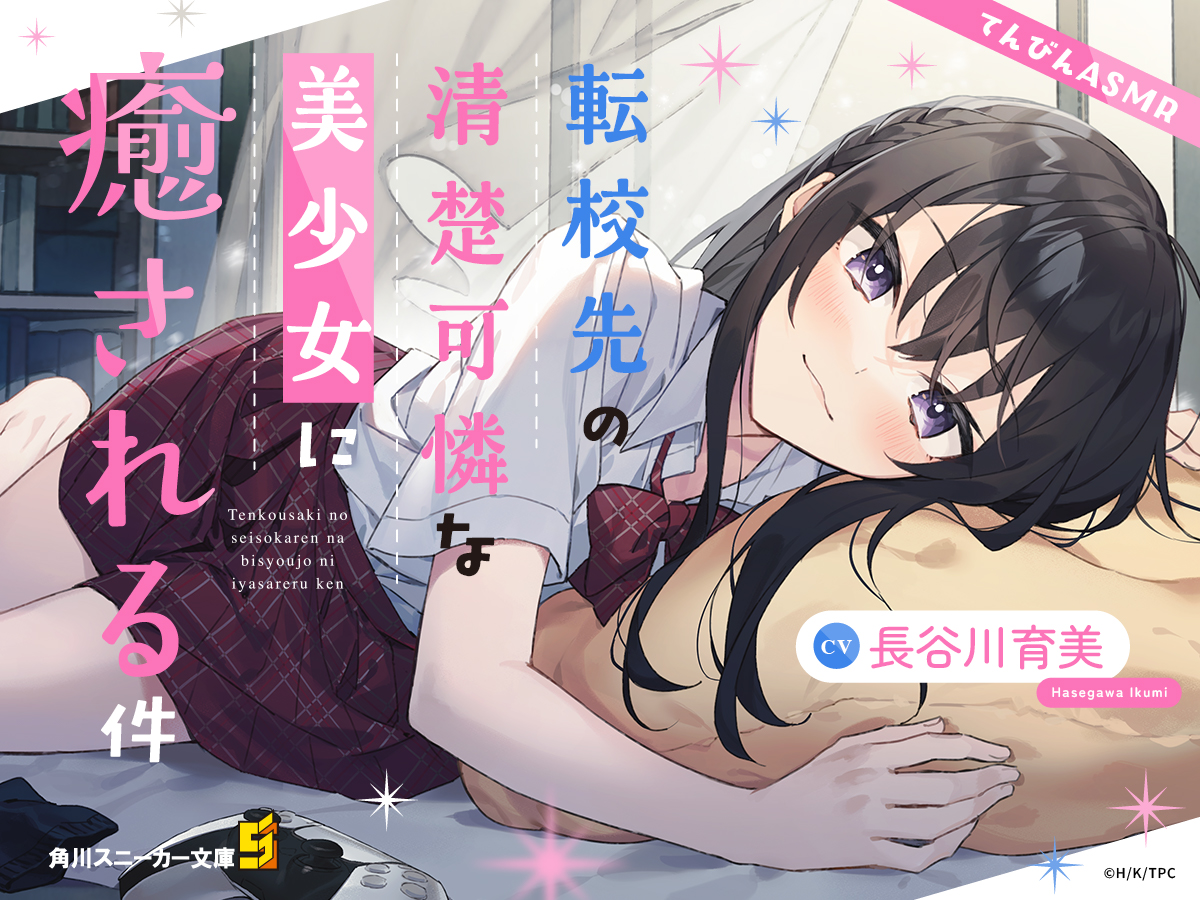 てんびんASMR
転校先の
清楚可憐な
美少女に
癒される件
Tenkousaki no
seisokaren na
bisyoujo ni
iyasareru ken
CV 長谷川育美
Hasegawa Ikumi
角川スニーカー文庫
©H/K/TPC